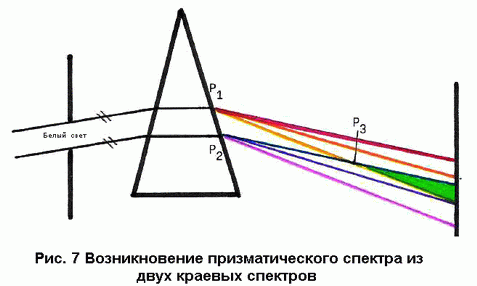 P1
P3
Белый свет
P2
Рис. 7 Возникновение призматического спектра из
двух краевых спектров